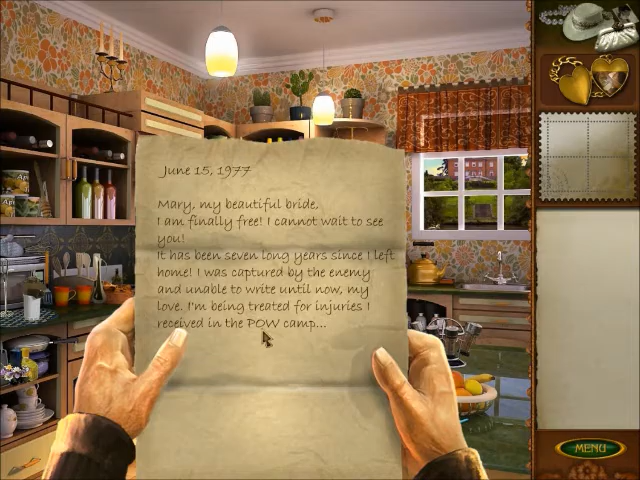 June 15, 1977
Mary, my beautiful bride,
I am finally free! I cannot wait to see
you!
It has been seven long years since I left
home! I was captured by the enemy
and unable to write until now, my
love. I'm being treated for injuries I
received in the POW camp...
MENU